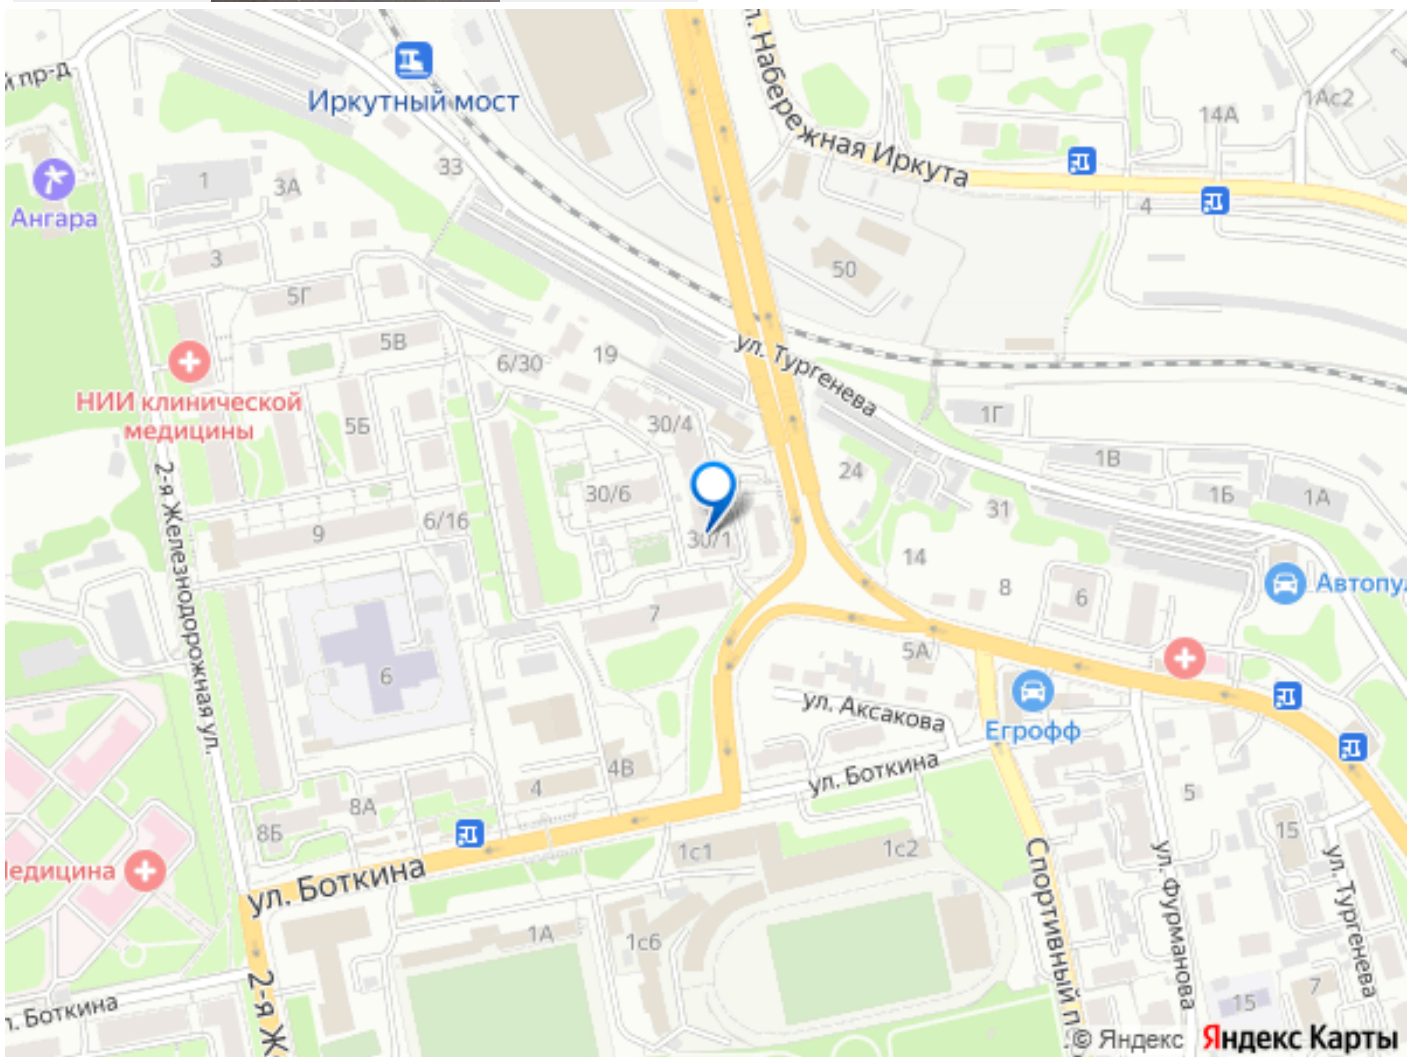 й пр-д
Иркутный мост
л. Набережная Иркута
1Ас2
14А
33
1
3А
Ангара
4
3
50
5Г
ул. Тургенева
5В
19
6/30
НИИ клинической
медицины
1Г
30/4
5Б
24
1В
30/6
1Б
1А
31
6/16
9
30/1
14
2-я Железнодорожная ул.
8
6
Автопу
7
5А
6
ул. Аксакова
Егрофф
4В
ул. Боткина
4
8А
5
8Б
15
1с1
1с2
едицина
ул. Боткина
Спортивный п
ул. Фурманова
ул. Тургенева
1А
1с6
2-я Ж
7
15
л. Боткина
© Яндекс Яндекс Карты